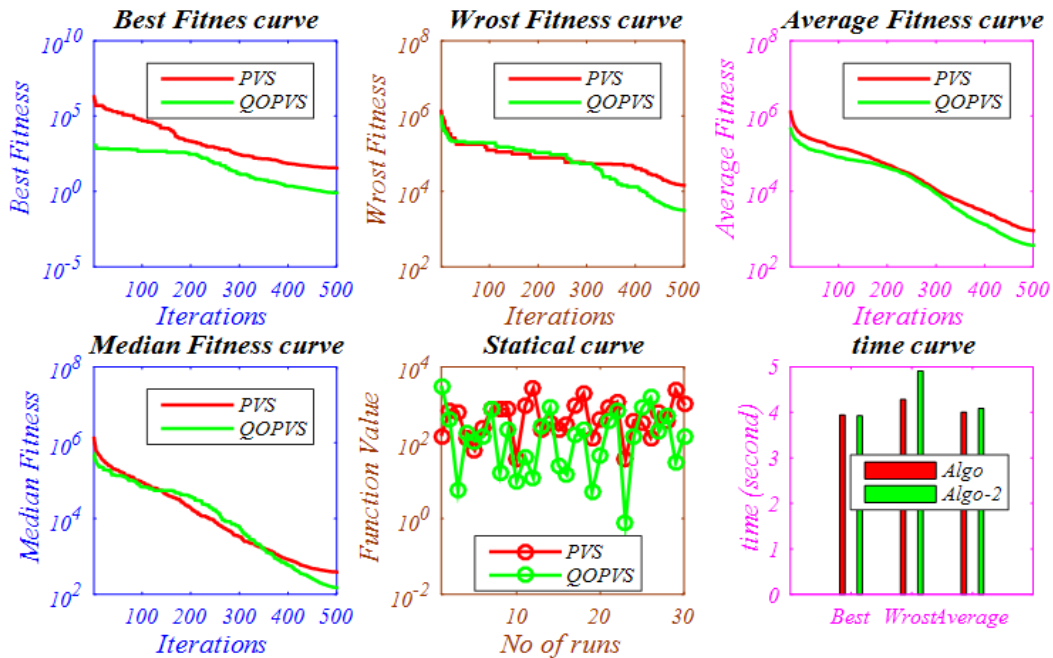 Best Fitnes curve
10^10
10^5
10^0
10^-5
Best Fitness
PVS
QOPVS
100 200 300 400 500
Iterations
Wrost Fitness curve
10^8
10^6
10^4
10^2
Wrost Fitness
PVS
QOPVS
100 200 300 400 500
Iterations
Average Fitness curve
10^8
10^6
10^4
10^2
Average Fitness
PVS
QOPVS
100 200 300 400 500
Iterations
Median Fitness curve
10^8
10^6
10^4
10^2
Median Fitness
PVS
QOPVS
100 200 300 400 500
Iterations
Statical curve
10^4
10^2
10^0
10^-2
Function Value
PVS
QOPVS
10 20 30
No of runs
time curve
5
4
3
2
1
0
time (second)
Algo
Algo-2
Best Wrost Average